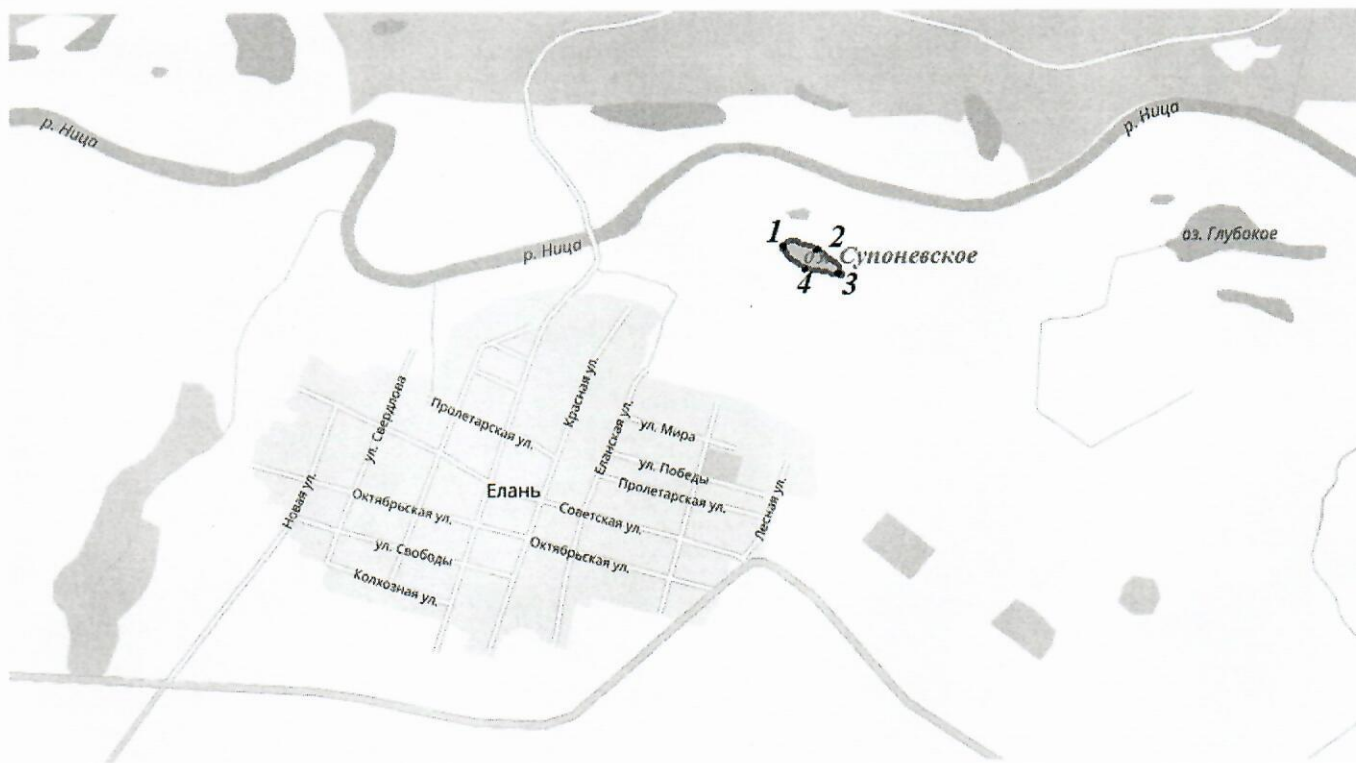 р. Ница
р. Ница
р. Ница
1
2
Супоневское
4
3
оз. Глубокое
ул. Свердлова
Пролетарская ул.
Красная ул.
Еланская ул.
ул. Мира
ул. Победы
Пролетарская ул.
Елань
Новая ул.
Октябрьская ул.
Советская ул.
Лесная ул.
ул. Свободы
Октябрьская ул.
Колхозная ул.